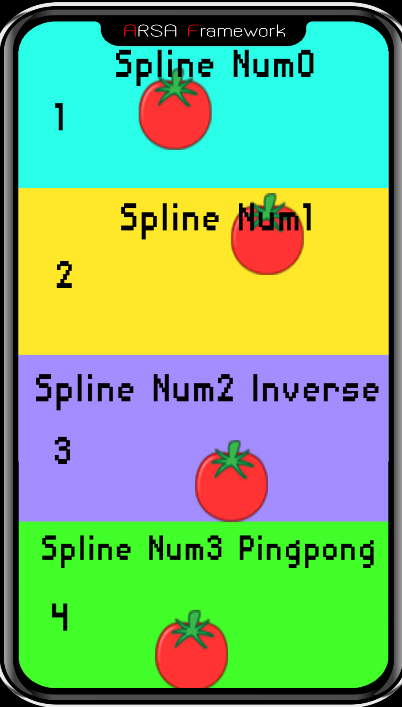 ARSA Framework
Spline Num0
1
Spline Num1
2
Spline Num2 Inverse
3
Spline Num3 Pingpong
4